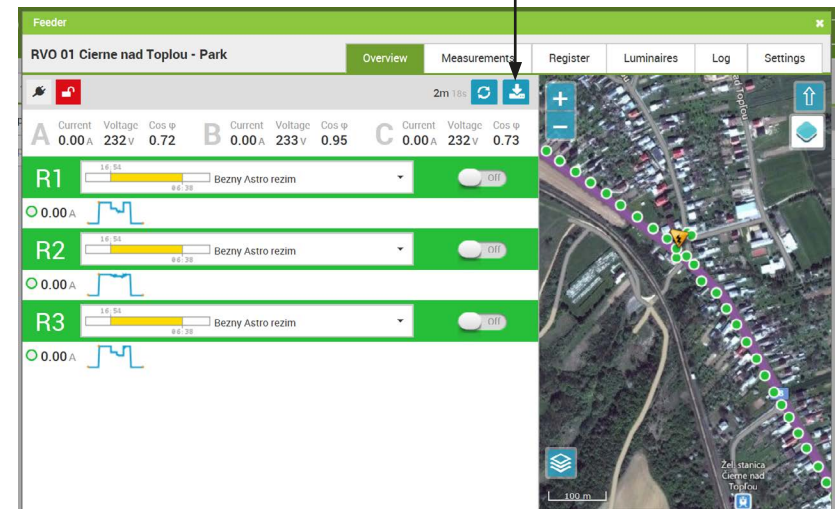 Feeder
RVO 01 Cierne nad Toplou - Park
Overview Measurements Register Luminaires Log Settings
2m 18s
A Current 0.00 A Voltage 232 V Cos φ 0.72
B Current 0.00 A Voltage 233 V Cos φ 0.95
C Current 0.00 A Voltage 232 V Cos φ 0.73
R1 16:54 06:38 Bezny Astro rezim Off
0.00 A
R2 16:54 06:38 Bezny Astro rezim Off
0.00 A
R3 16:54 06:38 Bezny Astro rezim Off
0.00 A
nad Topľou
Žel. stanica
Čierne nad
Topľou
100 m